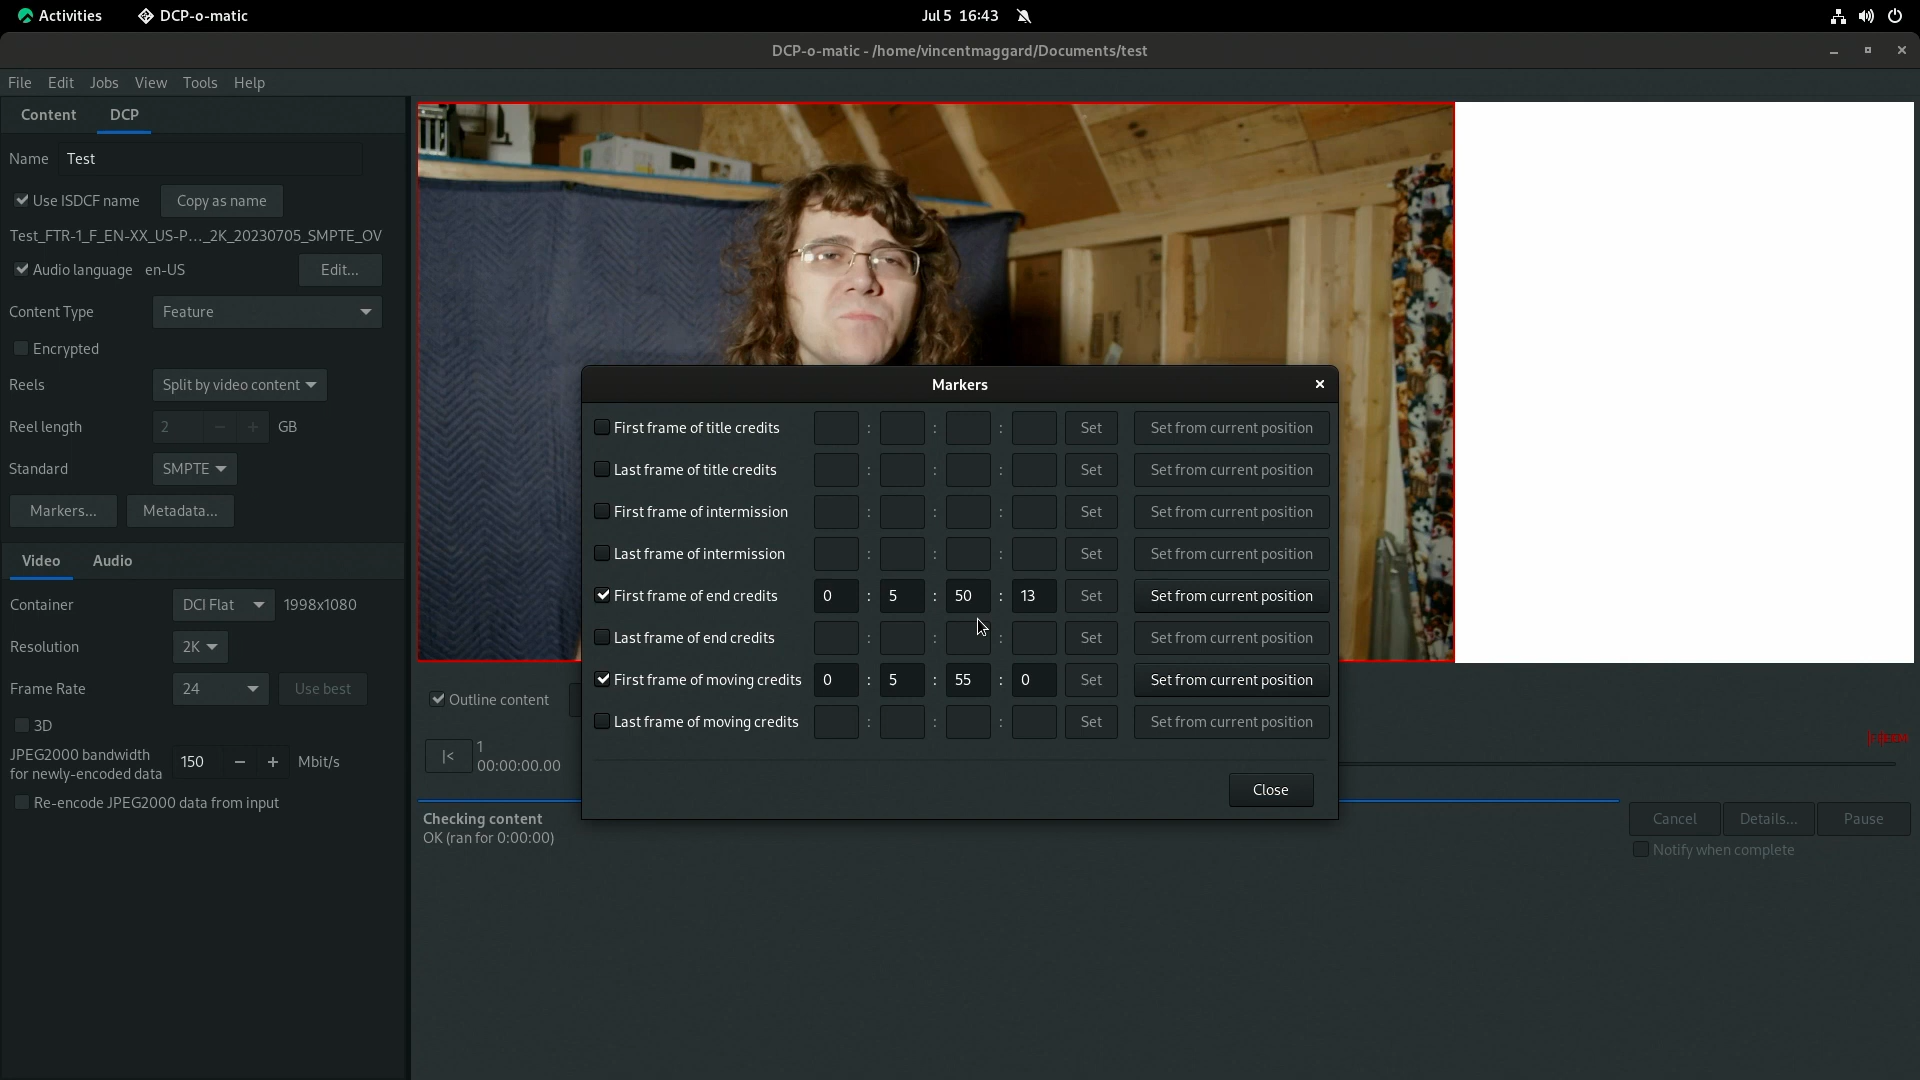 Activities
DCP-o-matic
Jul 5 16:43
DCP-o-matic - /home/vincentmaggard/Documents/test
File Edit Jobs View Tools Help
Content DCP
Name Test
Use ISDCF name Copy as name
Test_FTR-1_F_EN-XX_US-P..._2K_20230705_SMPTE_OV
Audio language en-US Edit...
Content Type Feature
Encrypted
Reels Split by video content
Reel length 2 − + GB
Standard SMPTE
Markers... Metadata...
Video Audio
Container DCI Flat 1998x1080
Resolution 2K
Frame Rate 24 Use best
3D
JPEG2000 bandwidth
for newly-encoded data 150 − + Mbit/s
Re-encode JPEG2000 data from input
Markers
First frame of title credits : : : Set Set from current position
Last frame of title credits : : : Set Set from current position
First frame of intermission : : : Set Set from current position
Last frame of intermission : : : Set Set from current position
First frame of end credits 0 : 5 : 50 : 13 Set Set from current position
Last frame of end credits : : : Set Set from current position
First frame of moving credits 0 : 5 : 55 : 0 Set Set from current position
Last frame of moving credits : : : Set Set from current position
Close
Outline content
|<
1
00:00:00.00
Checking content
OK (ran for 0:00:00)
Cancel Details... Pause
Notify when complete